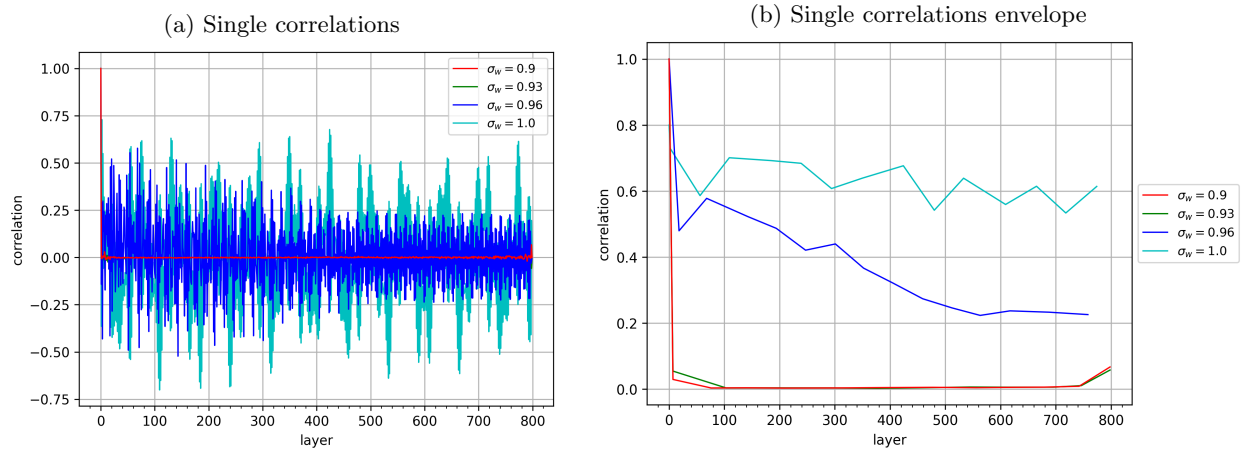 (a) Single correlations
1.00
0.75
0.50
0.25
0.00
−0.25
−0.50
−0.75
correlation
0
100
200
300
400
500
600
700
800
layer
σw = 0.9
σw = 0.93
σw = 0.96
σw = 1.0
(b) Single correlations envelope
1.0
0.8
0.6
0.4
0.2
0.0
correlation
0
100
200
300
400
500
600
700
800
layer
σw = 0.9
σw = 0.93
σw = 0.96
σw = 1.0